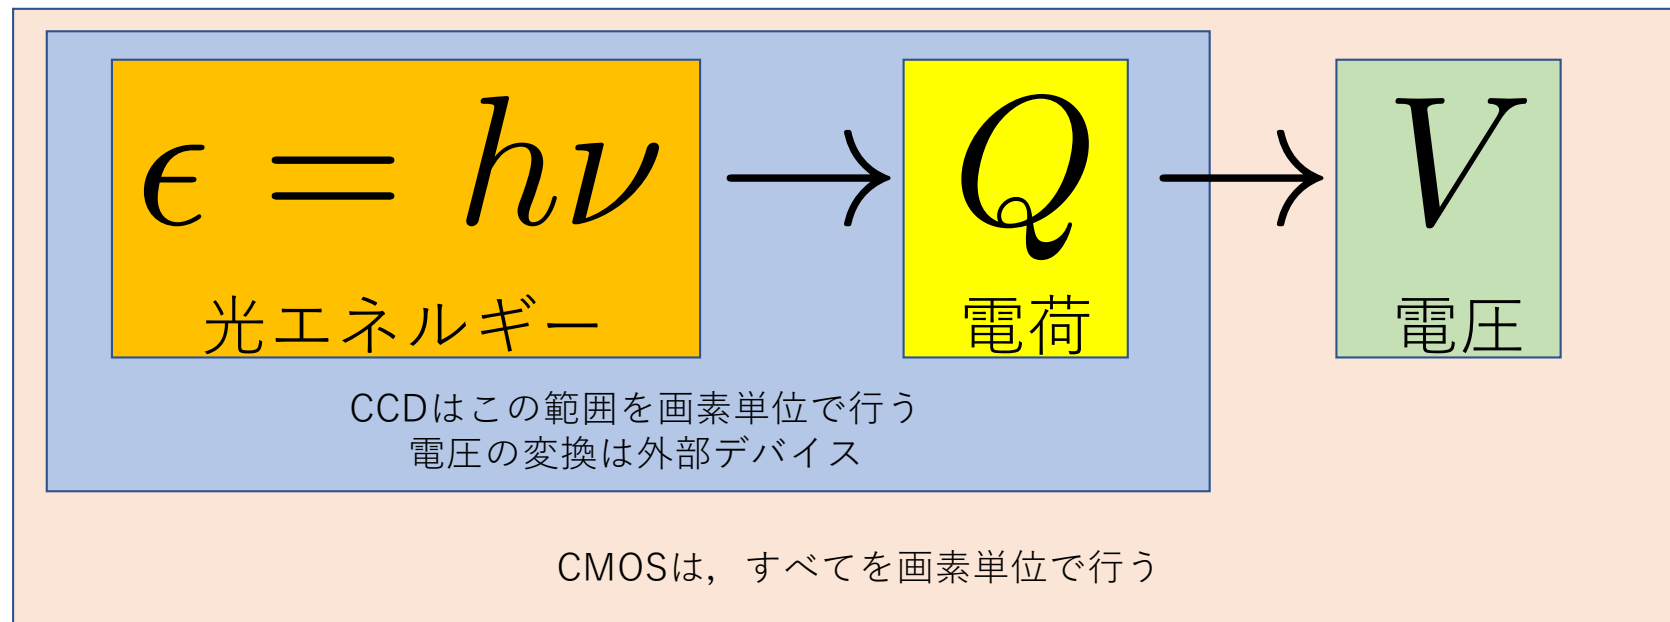 ϵ = hν → Q → V
光エネルギー 電荷 電圧
CCDはこの範囲を画素単位で行う
電圧の変換は外部デバイス
CMOSは，すべてを画素単位で行う